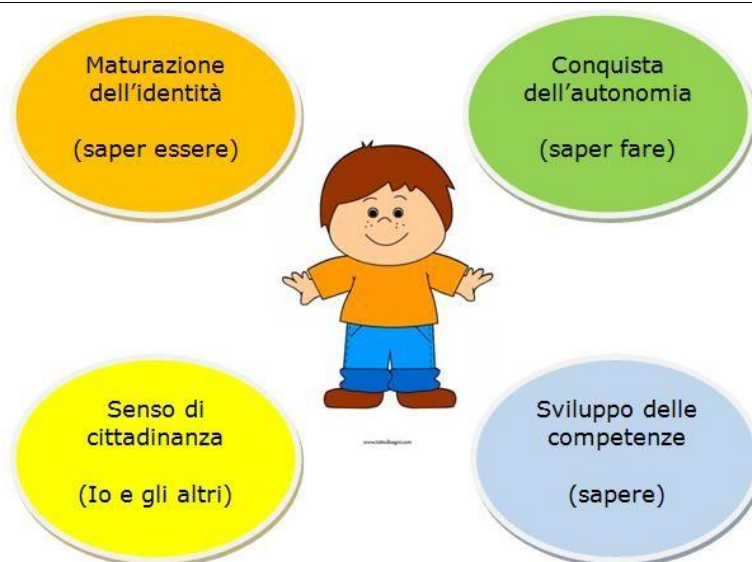 Maturazione
dell'identità
(saper essere)
Conquista
dell'autonomia
(saper fare)
Senso di
cittadinanza
(Io e gli altri)
Sviluppo delle
competenze
(sapere)